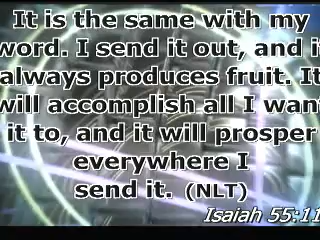 It is the same with my
word. I send it out, and it
always produces fruit. It
will accomplish all I want
it to, and it will prosper
everywhere I
send it. (NLT)
Isaiah 55:11